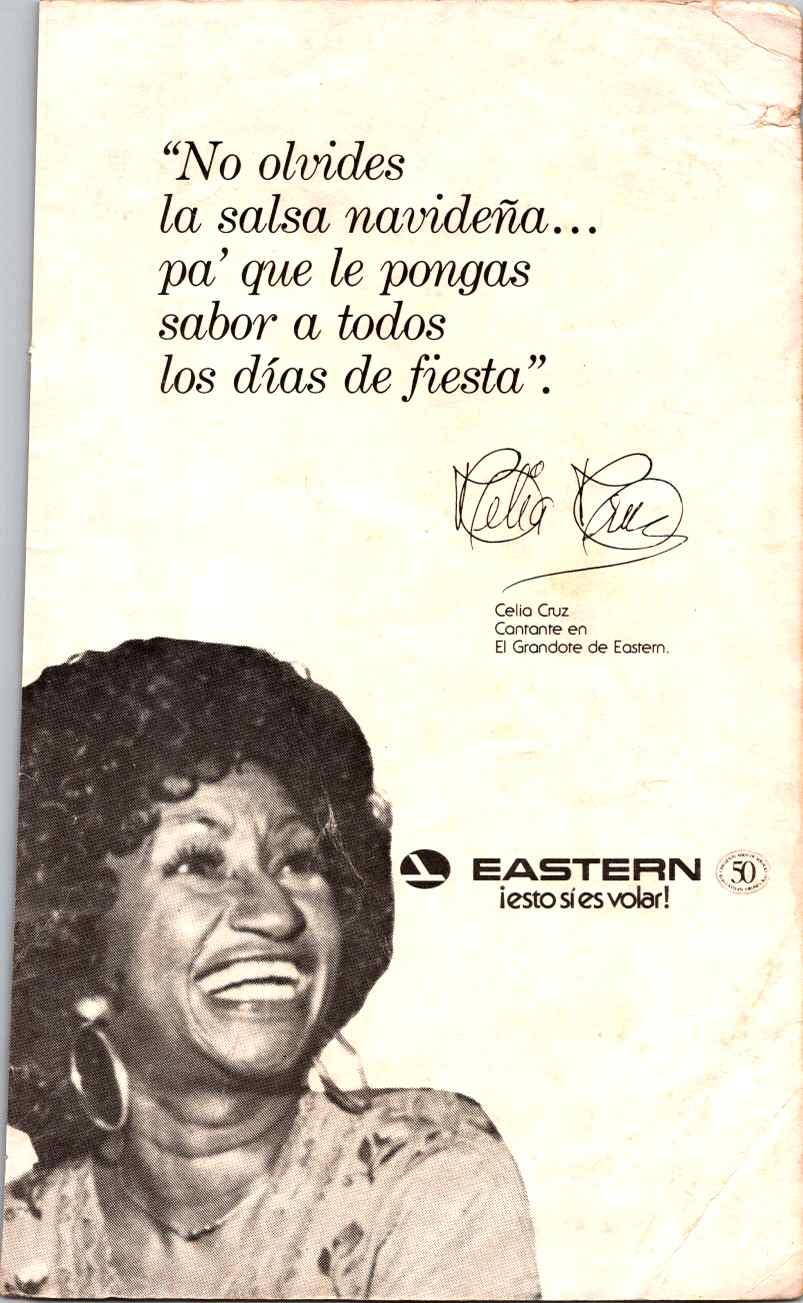 “No olvides
la salsa navideña...
pa’ que le pongas
sabor a todos
los días de fiesta”.
Celia Cruz
Celia Cruz
Cantante en
El Grandote de Eastern.
EASTERN
50
¡esto sí es volar!